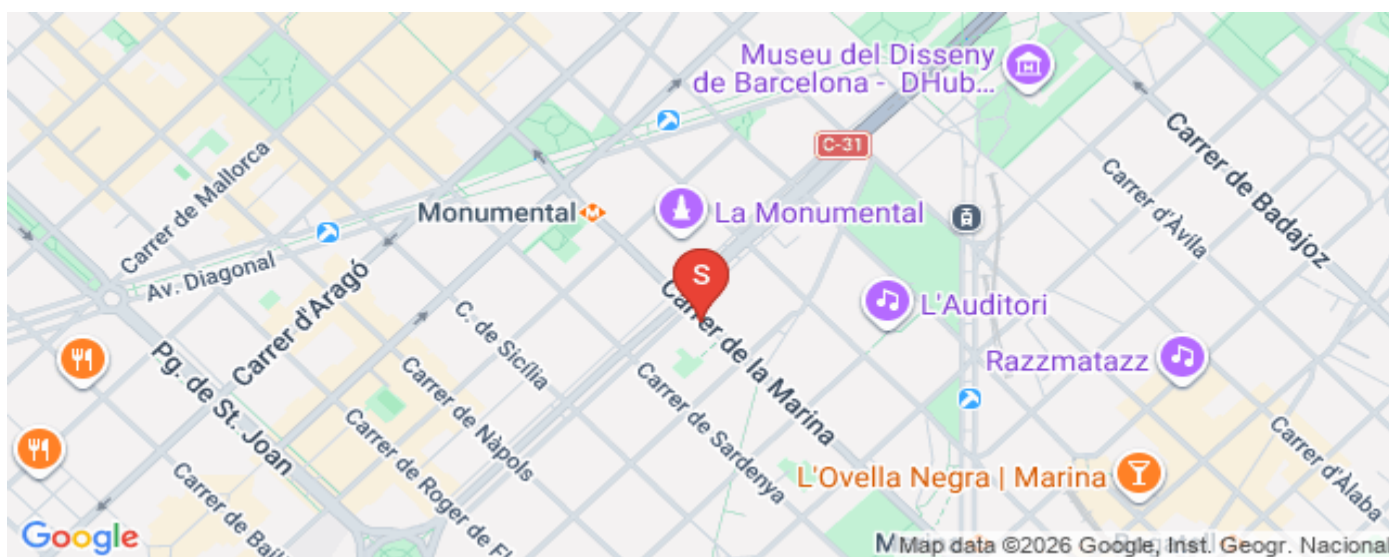 Museu del Disseny
de Barcelona - DHub...
C-31
Carrer de Badajoz
Carrer de Mallorca
Carrer d'Àvila
Monumental
La Monumental
Av. Diagonal
S
Carrer d'Aragó
L'Auditori
C. de Sicília
Carrer de la Marina
Razzmatazz
Pg. de St. Joan
Carrer de Nàpols
Carrer de Sardenya
Carrer de Roger de Fl
L'Ovella Negra | Marina
Carrer d'Àlaba
Carrer de Bail
Google
Map data ©2026 Google, Inst. Geogr. Nacional